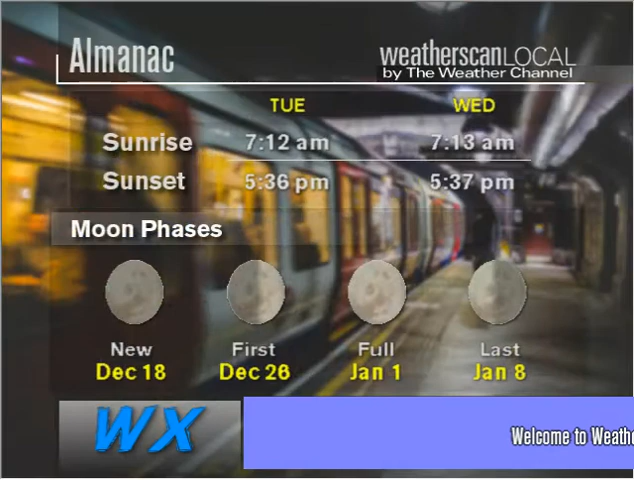 Almanac
weatherscanLOCAL
by The Weather Channel
TUE WED
Sunrise 7:12 am 7:13 am
Sunset 5:36 pm 5:37 pm
Moon Phases
New First Full Last
Dec 18 Dec 26 Jan 1 Jan 8
WX
Welcome to Weathe